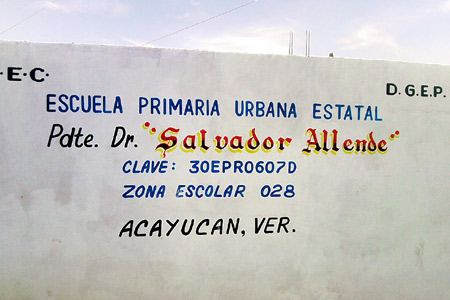 ·E·C· D.G.E.P.
ESCUELA PRIMARIA URBANA ESTATAL
Pdte. Dr. "Salvador Allende"
CLAVE: 30EPR0607D
ZONA ESCOLAR 028
ACAYUCAN, VER.